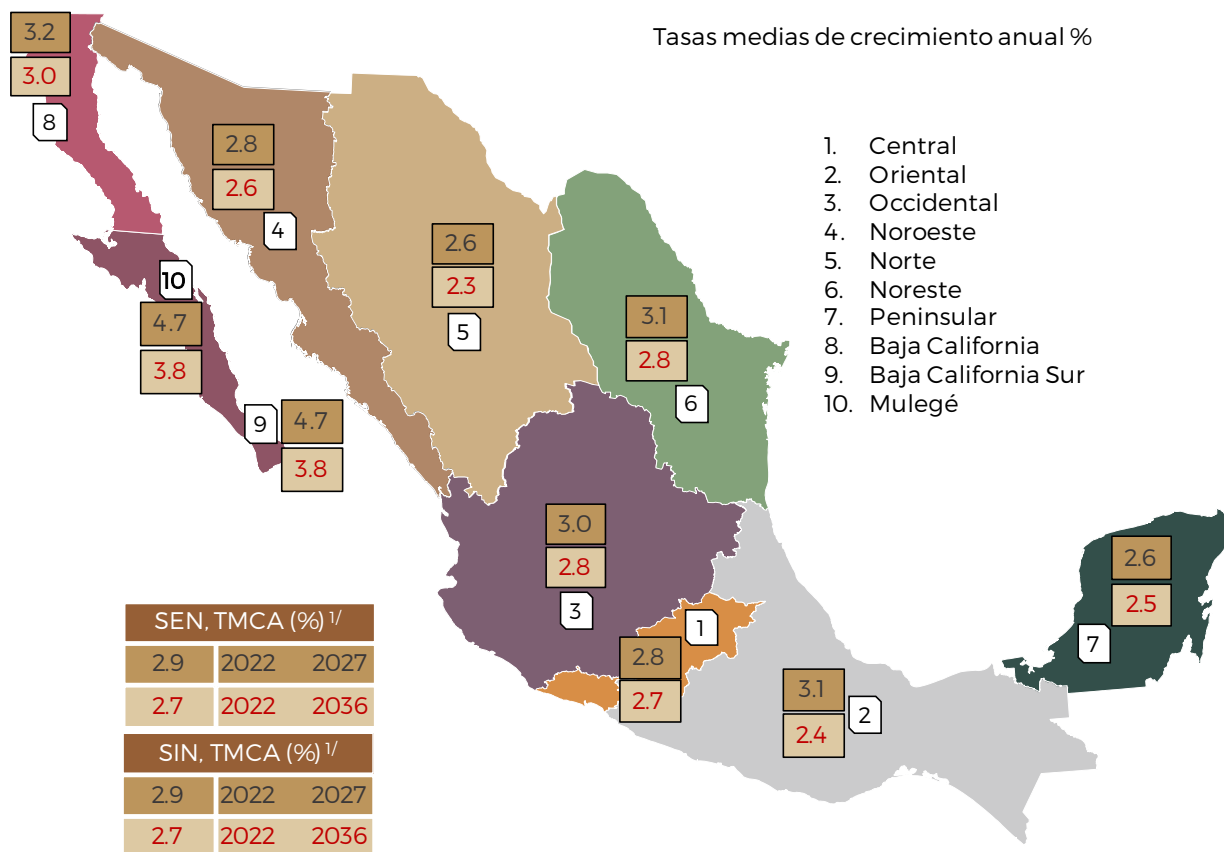 Tasas medias de crecimiento anual %
1. Central
2. Oriental
3. Occidental
4. Noroeste
5. Norte
6. Noreste
7. Peninsular
8. Baja California
9. Baja California Sur
10. Mulegé
3.2
3.0
8
2.8
2.6
4
2.6
2.3
5
10
4.7
3.8
3.1
2.8
6
9
4.7
3.8
3.0
2.8
3
1
2.8
2.7
3.1
2.4
2
2.6
2.5
7
SEN, TMCA (%) 1/
2.9 2022 2027
2.7 2022 2036
SIN, TMCA (%) 1/
2.9 2022 2027
2.7 2022 2036